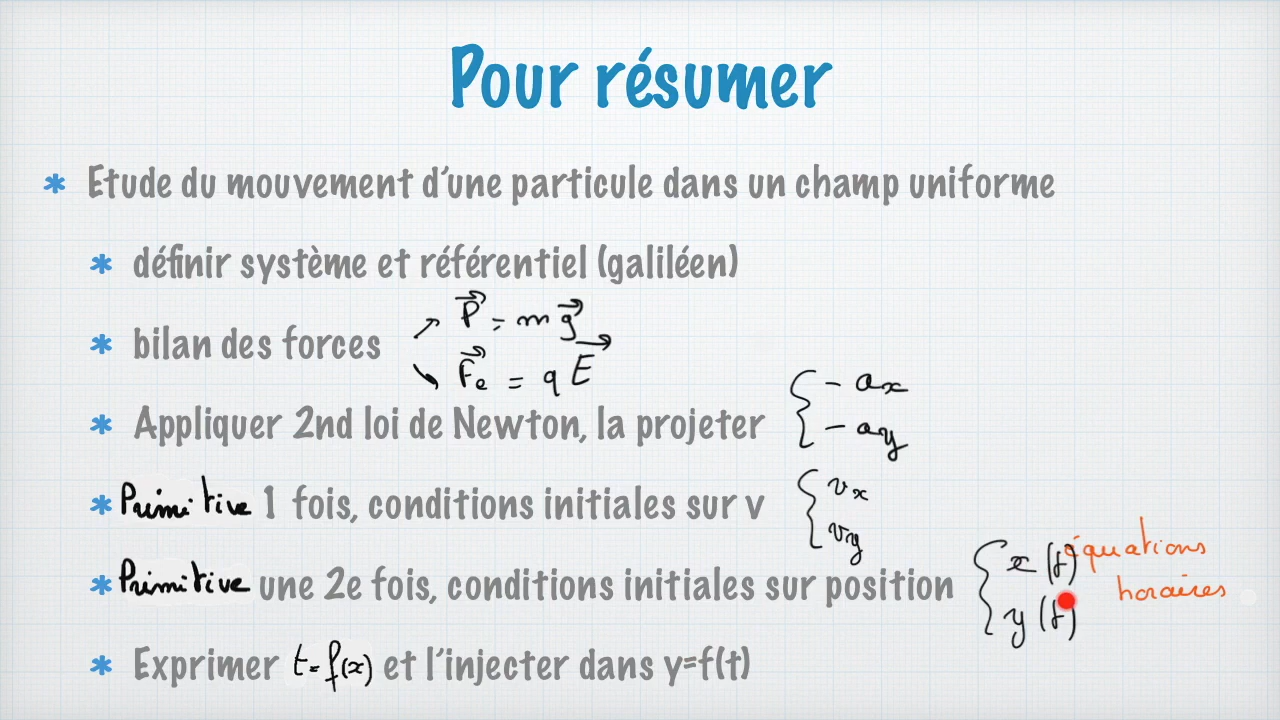 Pour résumer
* Etude du mouvement d'une particule dans un champ uniforme
* définir système et référentiel (galiléen)
* bilan des forces
P = mg
Fe = qE
* Appliquer 2nd loi de Newton, la projeter
- ax
- ay
* Primitive 1 fois, conditions initiales sur v
vx
vy
* Primitive une 2e fois, conditions initiales sur position
x(t)
y(t)
équations
horaires
* Exprimer t=f(x) et l'injecter dans y=f(t)